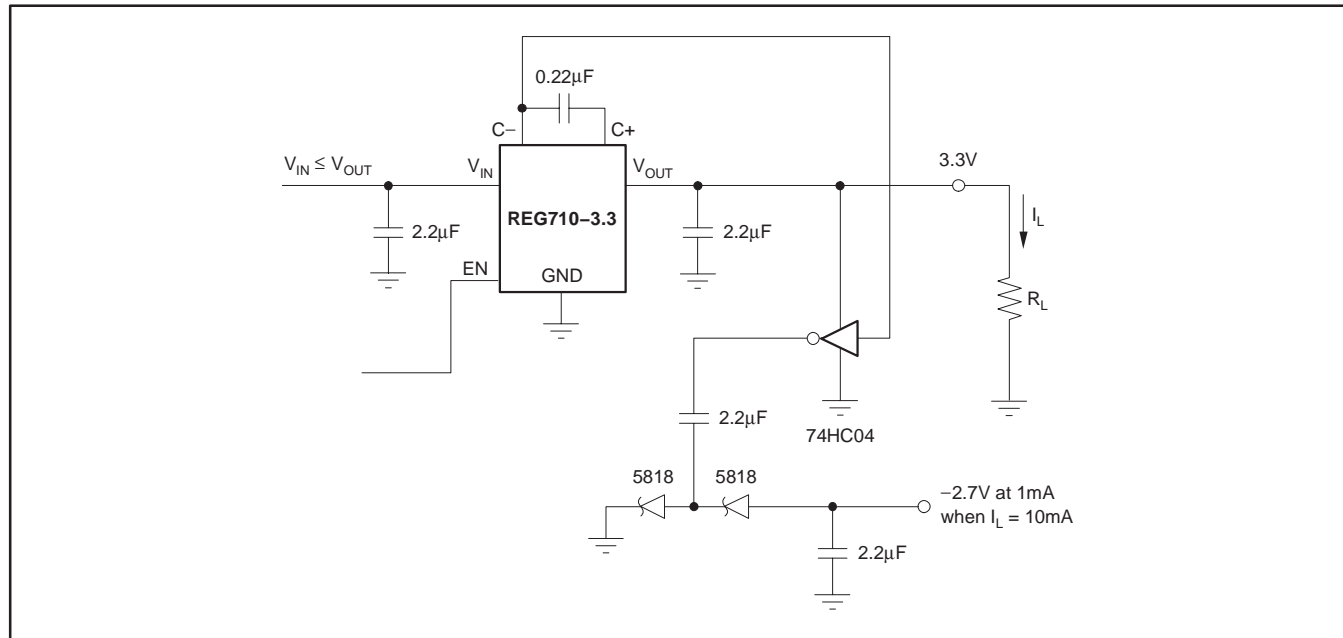 0.22μF
C– C+
V_IN ≤ V_OUT
V_IN V_OUT
3.3V
REG710–3.3
2.2μF
2.2μF
I_L
EN
GND
R_L
2.2μF
74HC04
5818
5818
–2.7V at 1mA
when I_L = 10mA
2.2μF